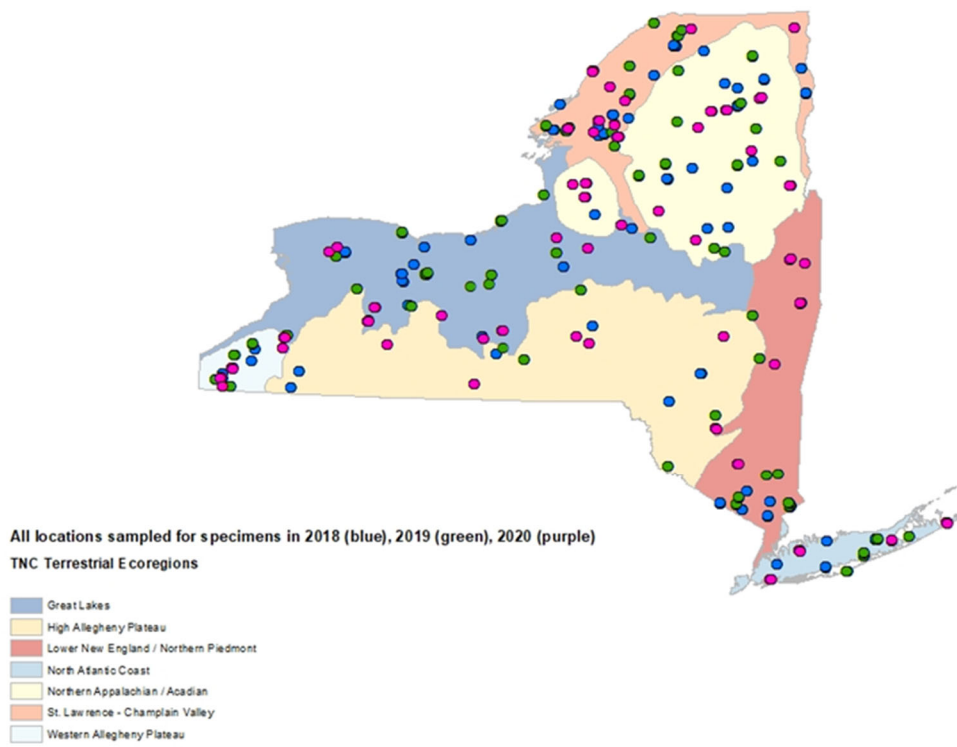 All locations sampled for specimens in 2018 (blue), 2019 (green), 2020 (purple)
TNC Terrestrial Ecoregions
Great Lakes
High Allegheny Plateau
Lower New England / Northern Piedmont
North Atlantic Coast
Northern Appalachian / Acadian
St. Lawrence - Champlain Valley
Western Allegheny Plateau